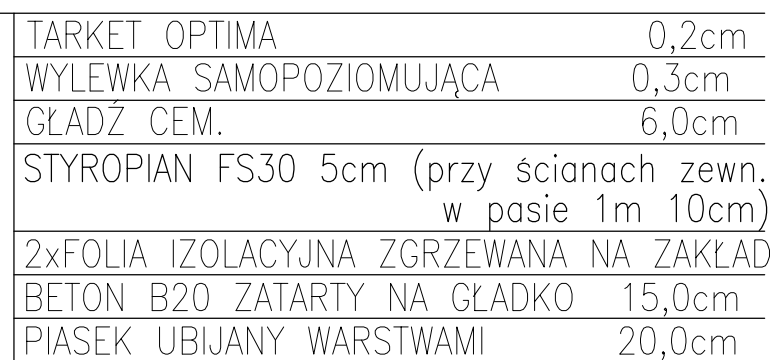 TARKET OPTIMA 0,2cm
WYLEWKA SAMOPOZIOMUJĄCA 0,3cm
GŁADŹ CEM. 6,0cm
STYROPIAN FS30 5cm (przy ścianach zewn.
w pasie 1m 10cm)
2xFOLIA IZOLACYJNA ZGRZEWANA NA ZAKŁAD
BETON B20 ZATARTY NA GŁADKO 15,0cm
PIASEK UBIJANY WARSTWAMI 20,0cm